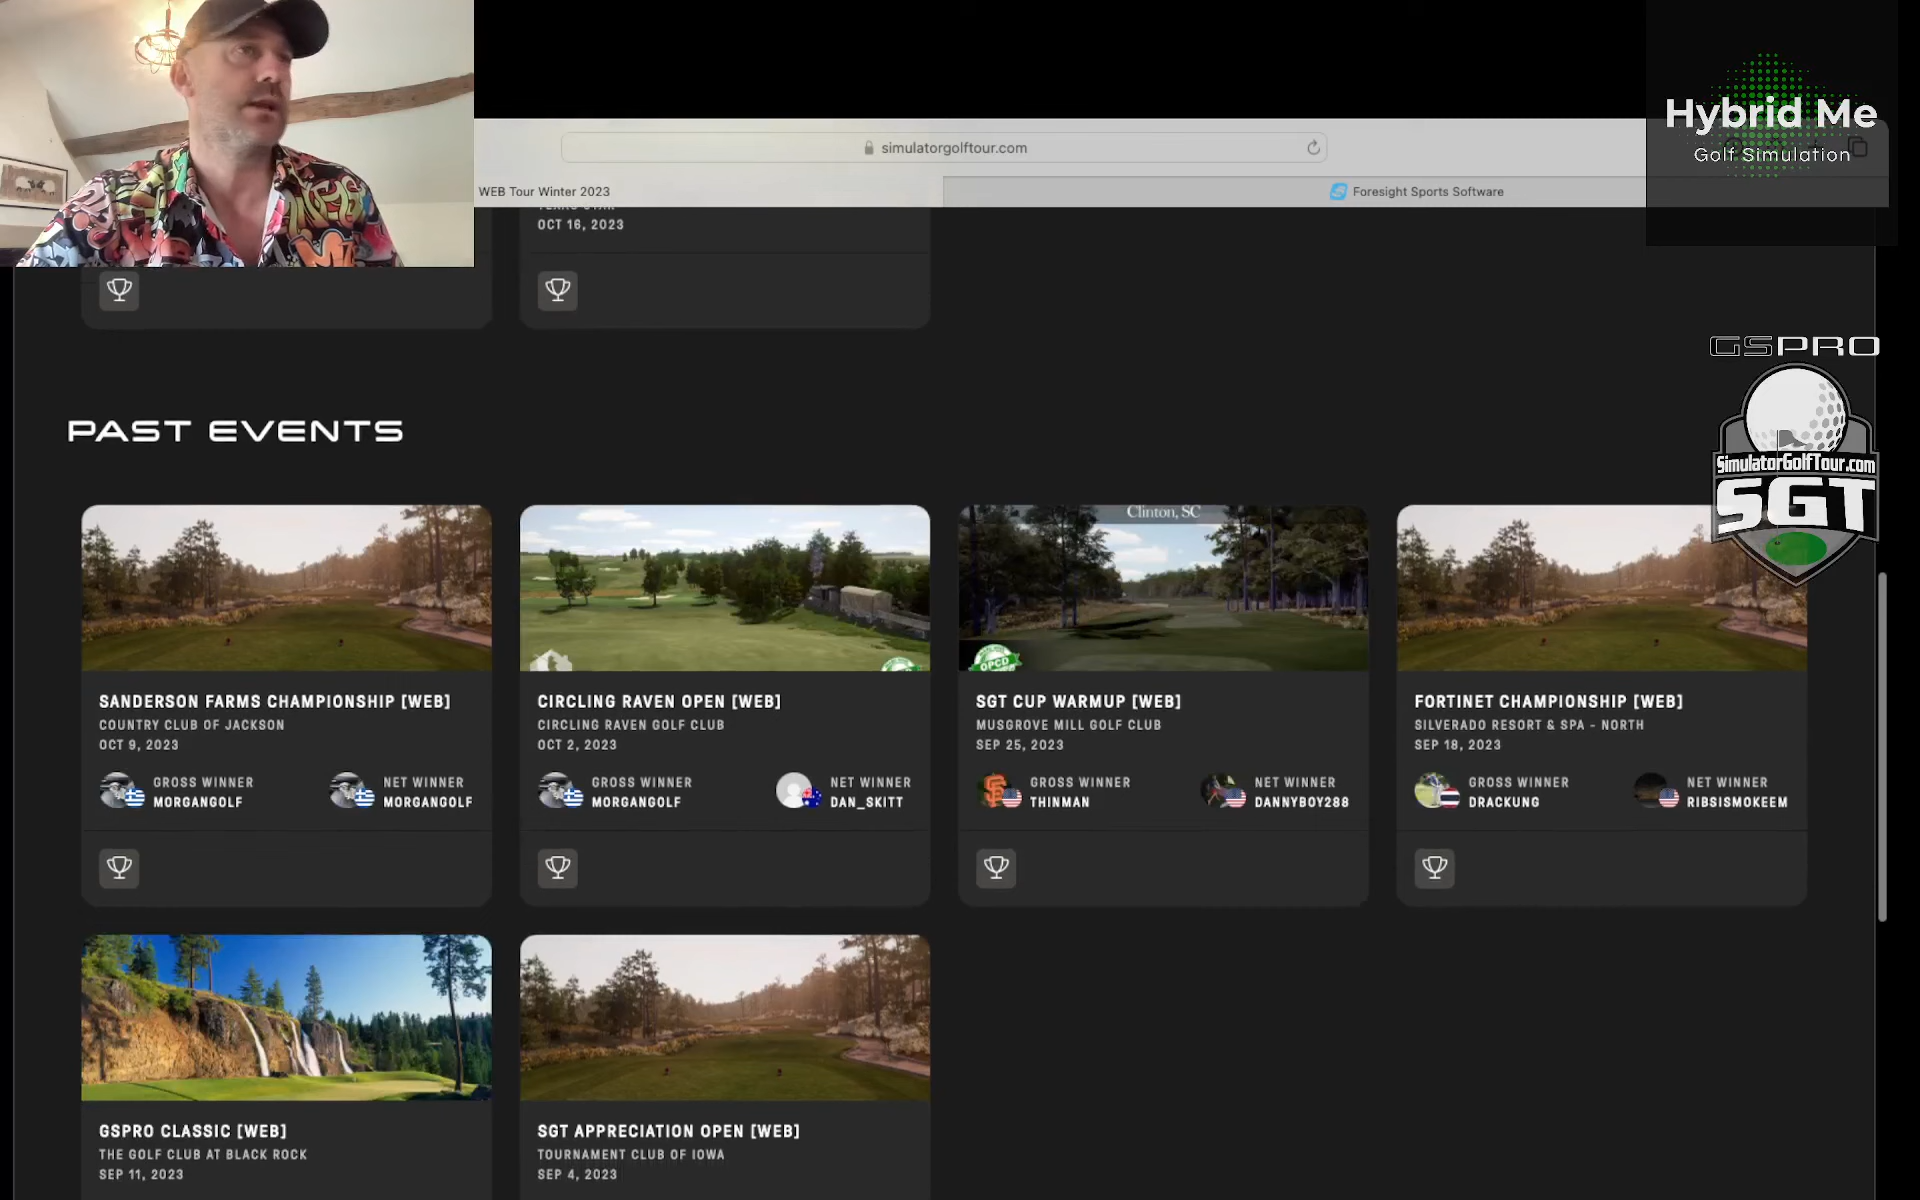 Hybrid Me
Golf Simulation
simulatorgolftour.com
WEB Tour Winter 2023
Foresight Sports Software
OCT 16, 2023
GSPRO
SimulatorGolfTour.com
SGT
PAST EVENTS
Clinton, SC
OPCD
SANDERSON FARMS CHAMPIONSHIP [WEB]
COUNTRY CLUB OF JACKSON
OCT 9, 2023
GROSS WINNER
MORGANGOLF
NET WINNER
MORGANGOLF
CIRCLING RAVEN OPEN [WEB]
CIRCLING RAVEN GOLF CLUB
OCT 2, 2023
GROSS WINNER
MORGANGOLF
NET WINNER
DAN_SKITT
SGT CUP WARMUP [WEB]
MUSGROVE MILL GOLF CLUB
SEP 25, 2023
GROSS WINNER
THINMAN
NET WINNER
DANNYBOY288
FORTINET CHAMPIONSHIP [WEB]
SILVERADO RESORT & SPA - NORTH
SEP 18, 2023
GROSS WINNER
DRACKUNG
NET WINNER
RIBSISMOKEEM
GSPRO CLASSIC [WEB]
THE GOLF CLUB AT BLACK ROCK
SEP 11, 2023
SGT APPRECIATION OPEN [WEB]
TOURNAMENT CLUB OF IOWA
SEP 4, 2023